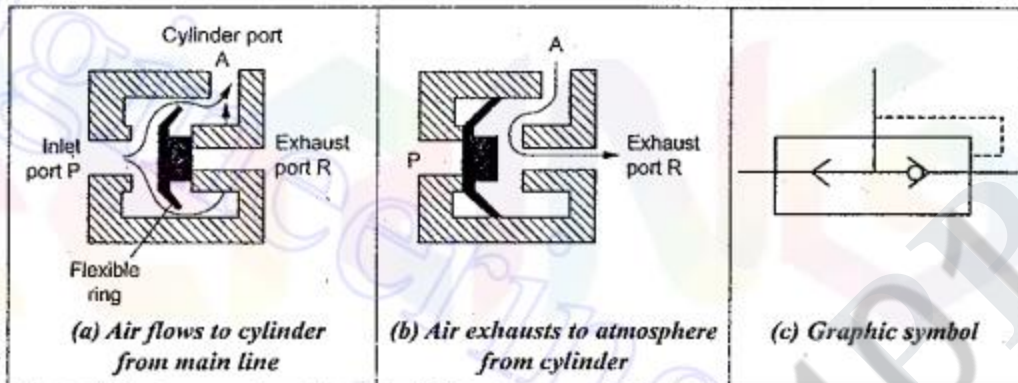 Cylinder port
A
Inlet
port P
Exhaust
port R
Flexible
ring
(a) Air flows to cylinder
from main line
A
P
Exhaust
port R
(b) Air exhausts to atmosphere
from cylinder
(c) Graphic symbol